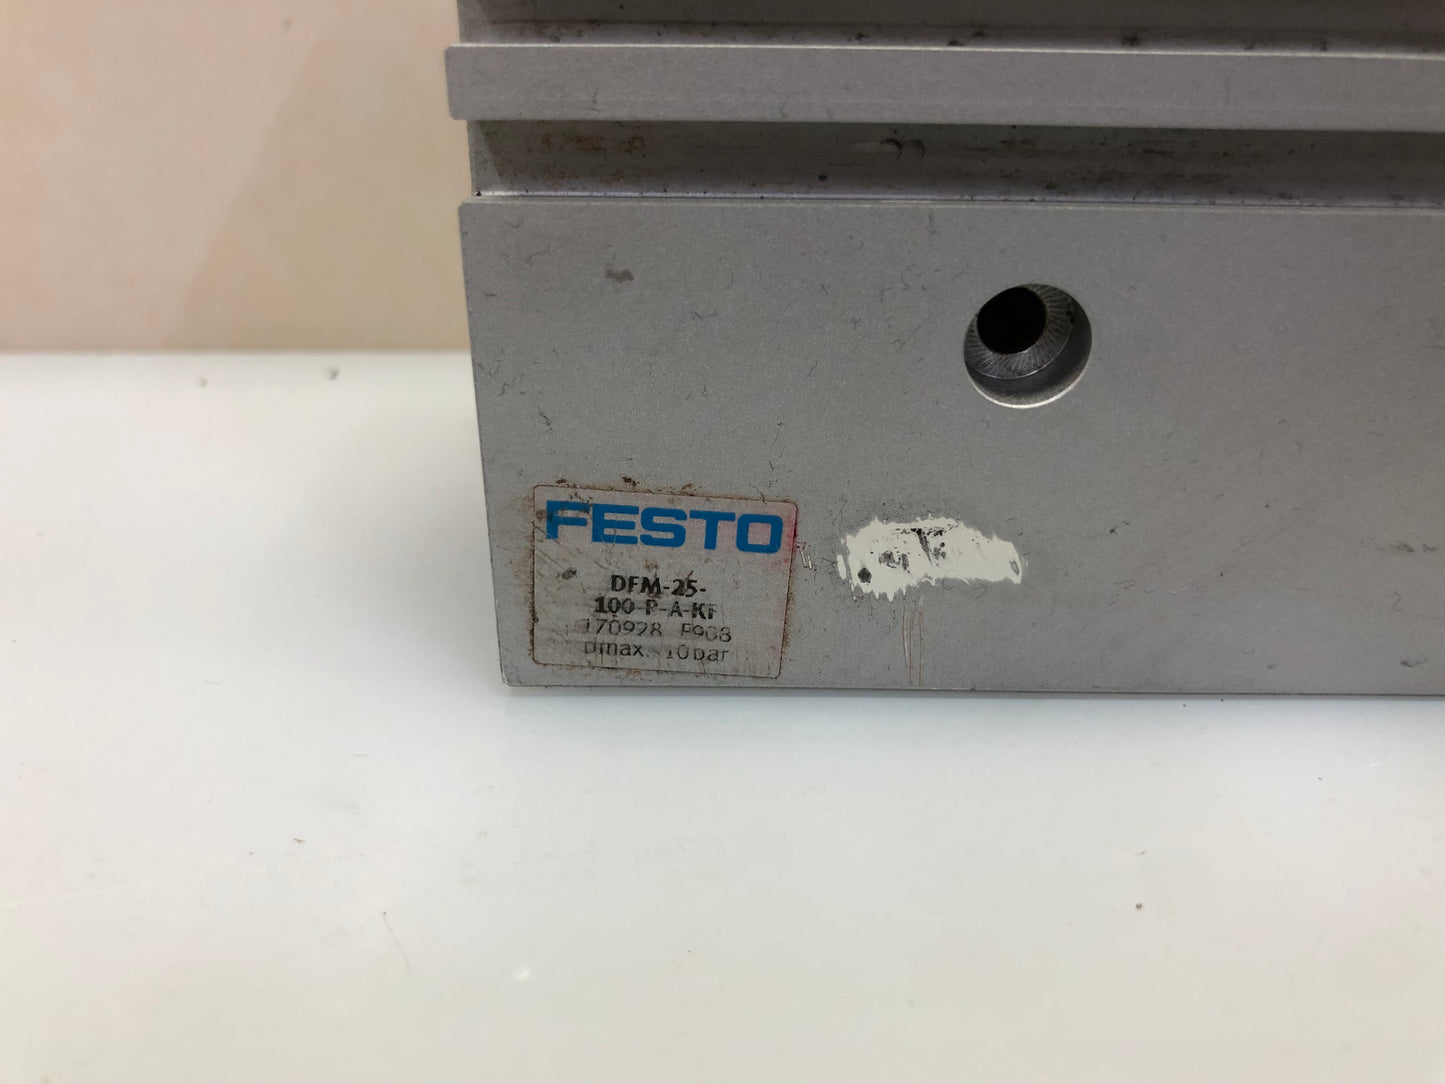 FESTO
DFM-25-
100-P-A-KF
170928 F908
pmax. 10bar